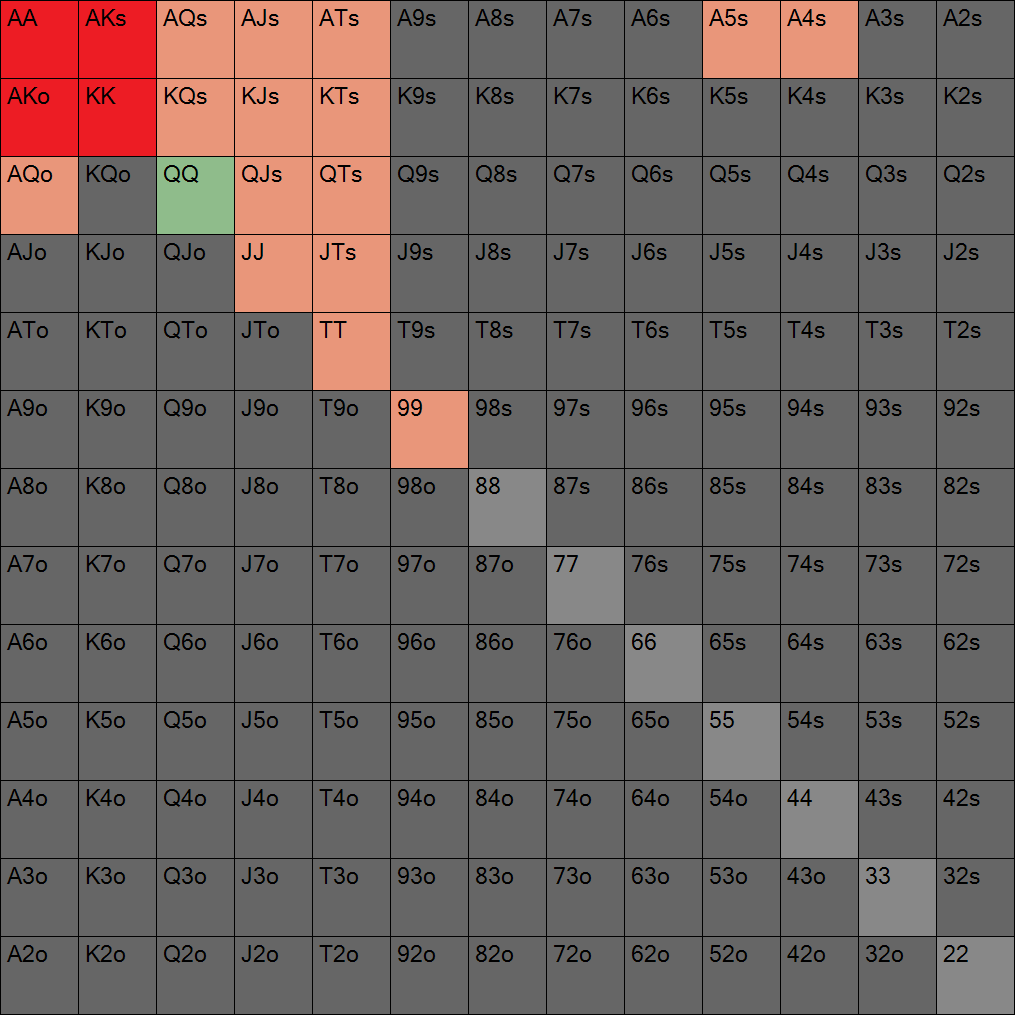 AA AKs AQs AJs ATs A9s A8s A7s A6s A5s A4s A3s A2s
AKo KK KQs KJs KTs K9s K8s K7s K6s K5s K4s K3s K2s
AQo KQo QQ QJs QTs Q9s Q8s Q7s Q6s Q5s Q4s Q3s Q2s
AJo KJo QJo JJ JTs J9s J8s J7s J6s J5s J4s J3s J2s
ATo KTo QTo JTo TT T9s T8s T7s T6s T5s T4s T3s T2s
A9o K9o Q9o J9o T9o 99 98s 97s 96s 95s 94s 93s 92s
A8o K8o Q8o J8o T8o 98o 88 87s 86s 85s 84s 83s 82s
A7o K7o Q7o J7o T7o 97o 87o 77 76s 75s 74s 73s 72s
A6o K6o Q6o J6o T6o 96o 86o 76o 66 65s 64s 63s 62s
A5o K5o Q5o J5o T5o 95o 85o 75o 65o 55 54s 53s 52s
A4o K4o Q4o J4o T4o 94o 84o 74o 64o 54o 44 43s 42s
A3o K3o Q3o J3o T3o 93o 83o 73o 63o 53o 43o 33 32s
A2o K2o Q2o J2o T2o 92o 82o 72o 62o 52o 42o 32o 22